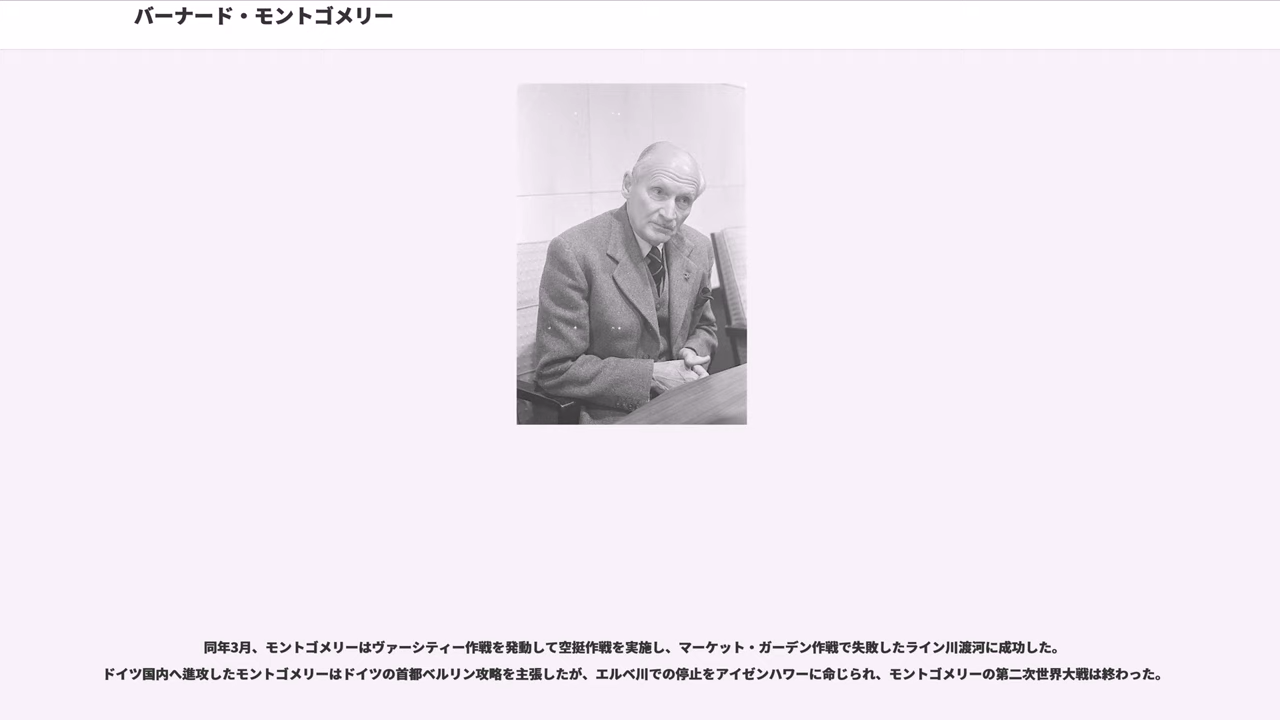 バーナード・モントゴメリー
同年3月、モントゴメリーはヴァーシティー作戦を発動して空挺作戦を実施し、マーケット・ガーデン作戦で失敗したライン川渡河に成功した。
ドイツ国内へ進攻したモントゴメリーはドイツの首都ベルリン攻略を主張したが、エルベ川での停止をアイゼンハワーに命じられ、モントゴメリーの第二次世界大戦は終わった。